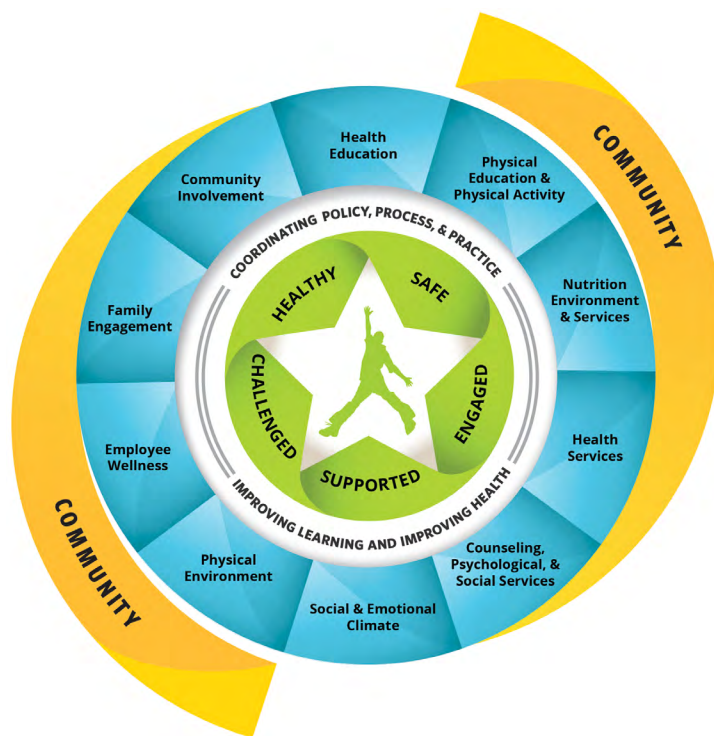 COMMUNITY
Health
Education
Physical
Education &
Physical Activity
Nutrition
Environment
& Services
Health
Services
Counseling,
Psychological, &
Social Services
Social & Emotional
Climate
Physical
Environment
Employee
Wellness
Family
Engagement
Community
Involvement
COORDINATING POLICY, PROCESS, & PRACTICE
IMPROVING LEARNING AND IMPROVING HEALTH
HEALTHY
SAFE
ENGAGED
SUPPORTED
CHALLENGED
COMMUNITY